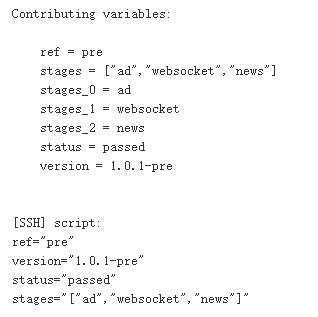 Contributing variables:
ref = pre
stages = ["ad","websocket","news"]
stages_0 = ad
stages_1 = websocket
stages_2 = news
status = passed
version = 1.0.1-pre
[SSH] script:
ref="pre"
version="1.0.1-pre"
status="passed"
stages="["ad","websocket","news"]"